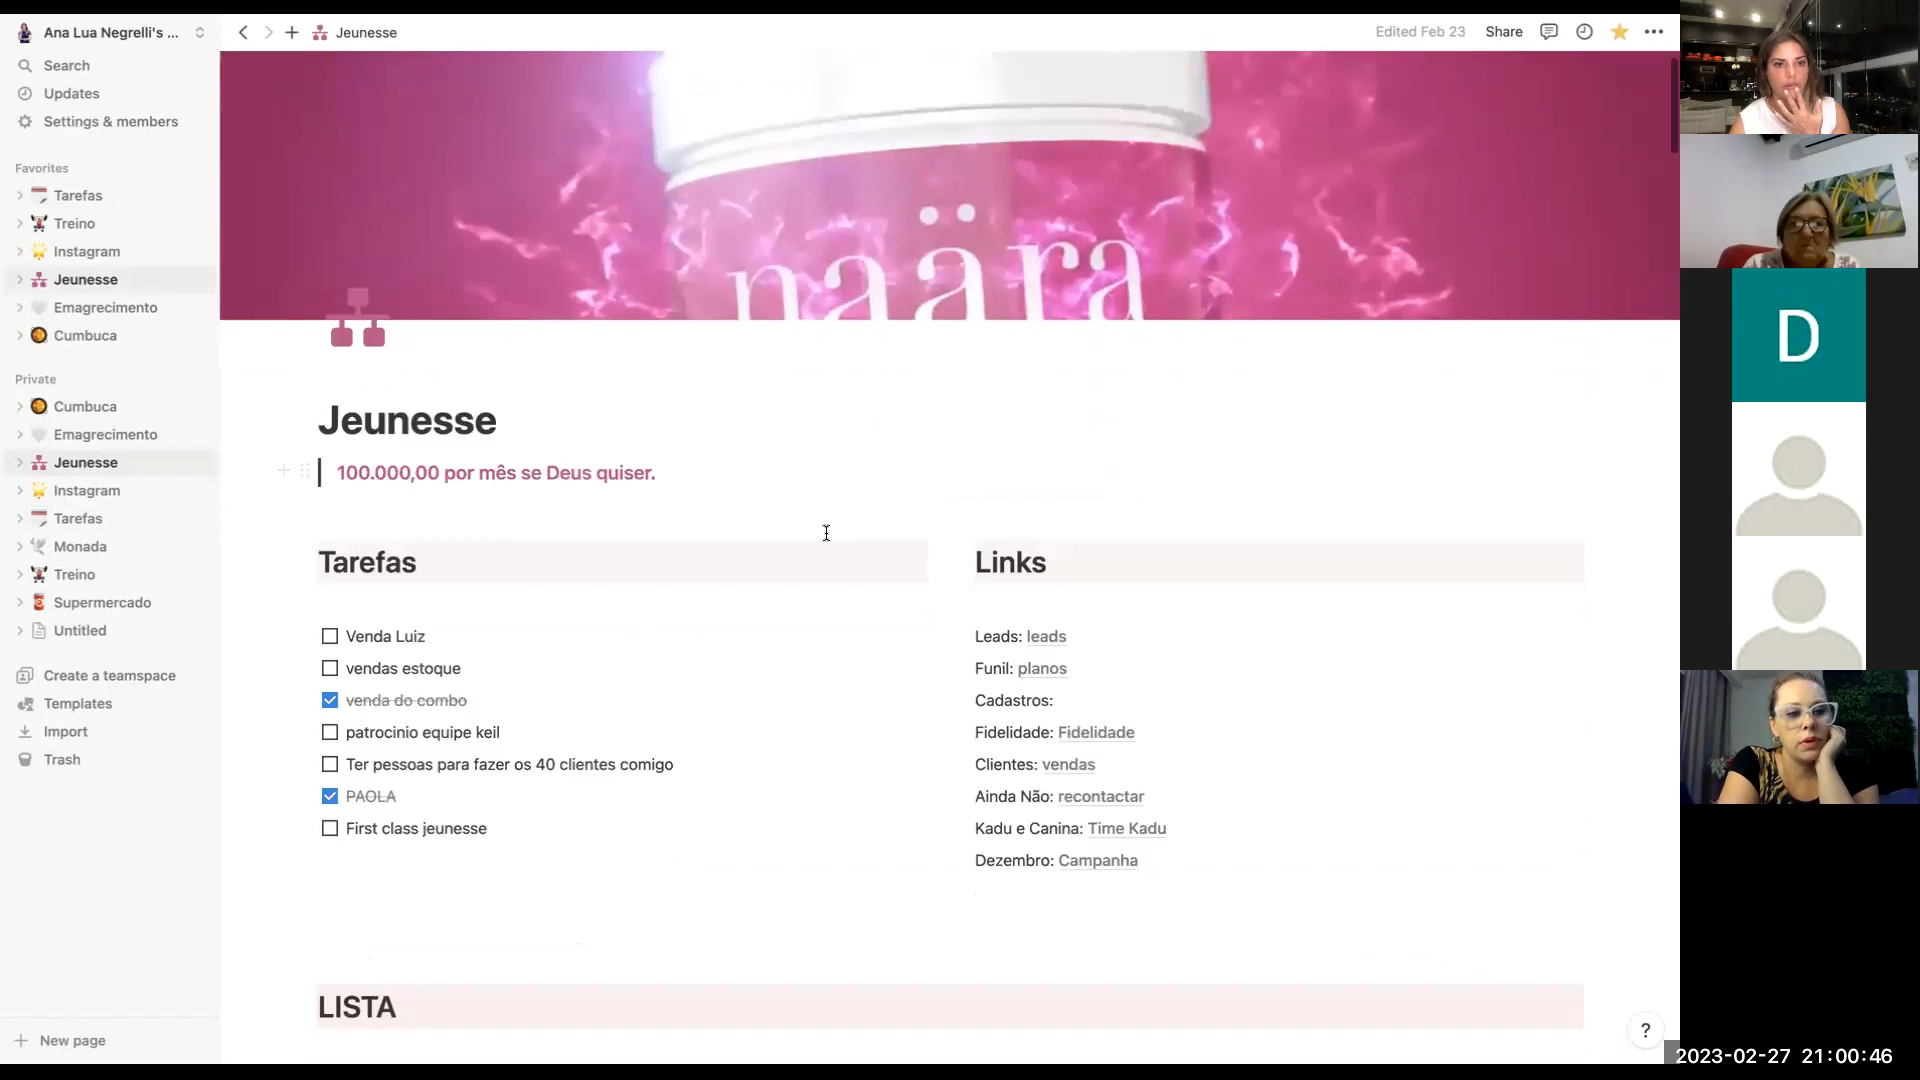 Ana Lua Negrelli's ...
Search
Updates
Settings & members
Favorites
Tarefas
Treino
Instagram
Jeunesse
Emagrecimento
Cumbuca
Private
Cumbuca
Emagrecimento
Jeunesse
Instagram
Tarefas
Monada
Treino
Supermercado
Untitled
Create a teamspace
Templates
Import
Trash
New page
Jeunesse
Edited Feb 23
Share
naära
Jeunesse
100.000,00 por mês se Deus quiser.
Tarefas
Venda Luiz
vendas estoque
venda do combo
patrocinio equipe keil
Ter pessoas para fazer os 40 clientes comigo
PAOLA
First class jeunesse
Links
Leads: leads
Funil: planos
Cadastros:
Fidelidade: Fidelidade
Clientes: vendas
Ainda Não: recontactar
Kadu e Canina: Time Kadu
Dezembro: Campanha
LISTA
?
D
2023-02-27 21:00:46